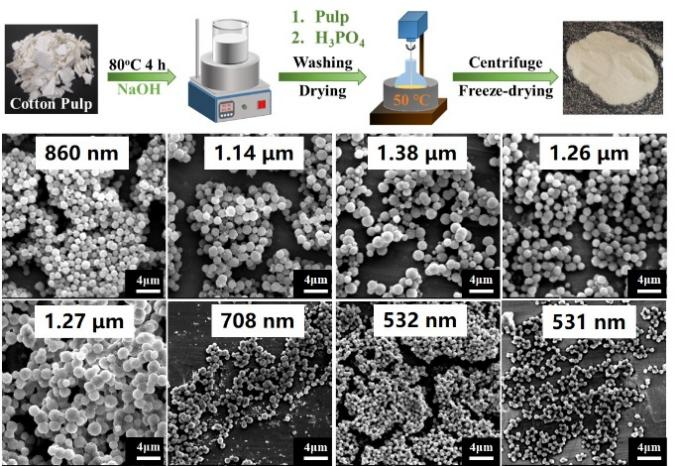 1. Pulp
2. H₃PO₄
80°C 4 h
NaOH
Washing
Drying
Centrifuge
Freeze-drying
Cotton Pulp
50 °C
860 nm
1.14 μm
1.38 μm
1.26 μm
4μm
4μm
4μm
4μm
1.27 μm
708 nm
532 nm
531 nm
4μm
4μm
4μm
4μm